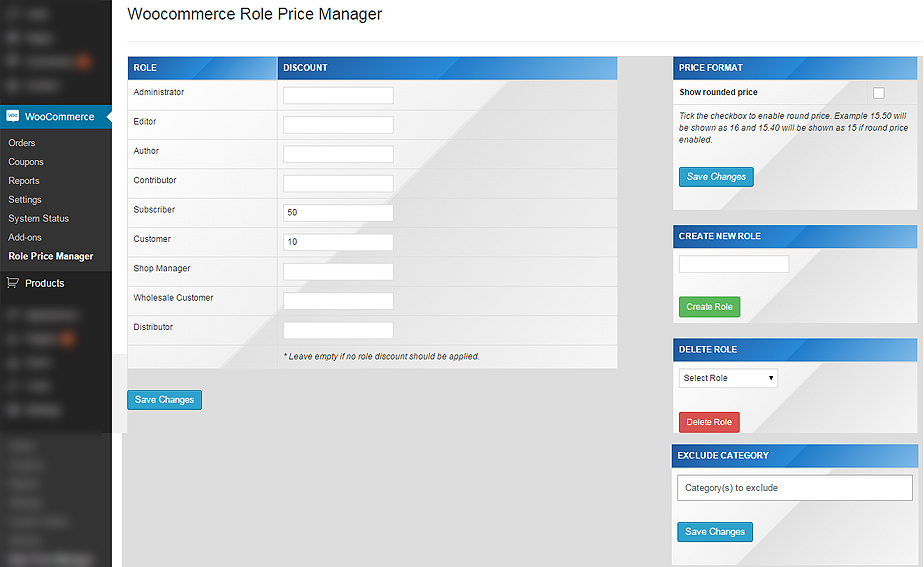 Woocommerce Role Price Manager
WooCommerce
Orders
Coupons
Reports
Settings
System Status
Add-ons
Role Price Manager
Products
ROLE DISCOUNT
Administrator
Editor
Author
Contributor
Subscriber 50
Customer 10
Shop Manager
Wholesale Customer
Distributor
* Leave empty if no role discount should be applied.
Save Changes
PRICE FORMAT
Show rounded price
Tick the checkbox to enable round price. Example 15.50 will
be shown as 16 and 15.40 will be shown as 15 if round price
enabled.
Save Changes
CREATE NEW ROLE
Create Role
DELETE ROLE
Select Role
Delete Role
EXCLUDE CATEGORY
Category(s) to exclude
Save Changes